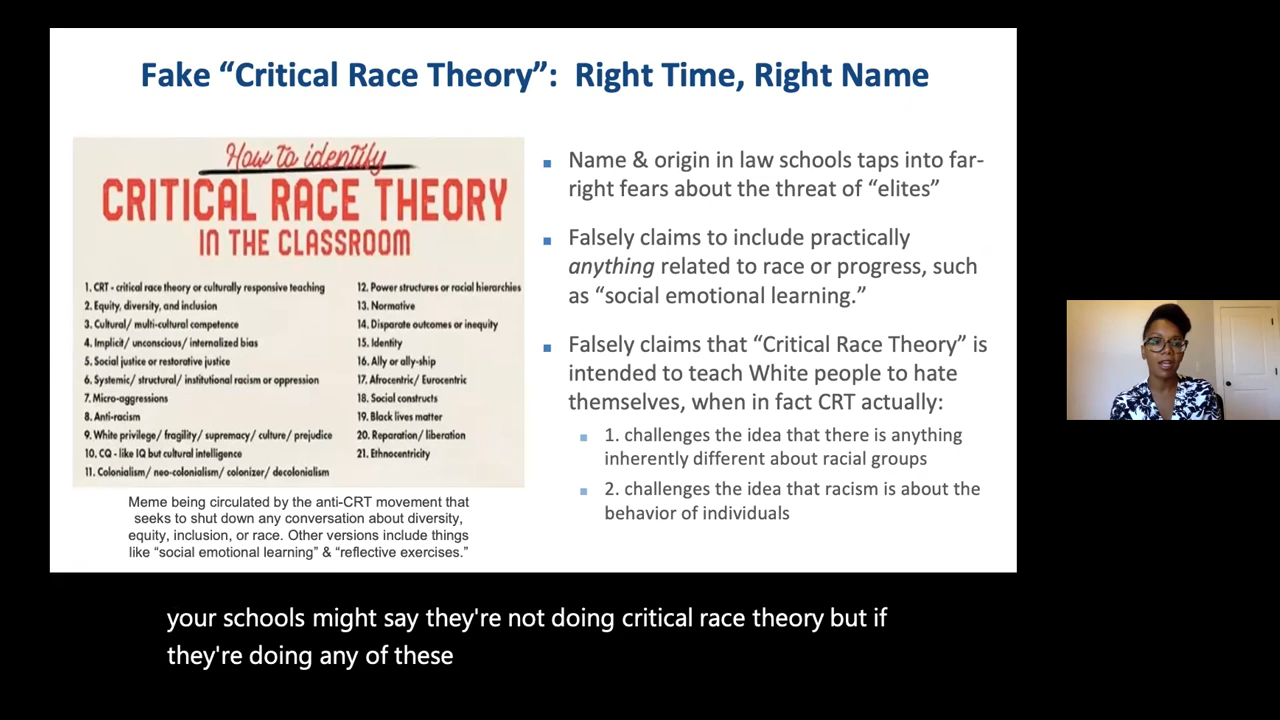 Fake “Critical Race Theory”:  Right Time, Right Name
How to identify
CRITICAL RACE THEORY
IN THE CLASSROOM
1. CRT - critical race theory or culturally responsive teaching
2. Equity, diversity, and inclusion
3. Cultural/ multi-cultural competence
4. Implicit/ unconscious/ internalized bias
5. Social justice or restorative justice
6. Systemic/ structural/ institutional racism or oppression
7. Micro-aggressions
8. Anti-racism
9. White privilege/ fragility/ supremacy/ culture/ prejudice
10. CQ - like IQ but cultural intelligence
11. Colonialism/ neo-colonialism/ colonizer/ decolonialism
12. Power structures or racial hierarchies
13. Normative
14. Disparate outcomes or inequity
15. Identity
16. Ally or ally-ship
17. Afrocentric/ Eurocentric
18. Social constructs
19. Black lives matter
20. Reparation/ liberation
21. Ethnocentricity
Meme being circulated by the anti-CRT movement that
seeks to shut down any conversation about diversity,
equity, inclusion, or race. Other versions include things
like “social emotional learning” & “reflective exercises.”
Name & origin in law schools taps into far-
right fears about the threat of “elites”
Falsely claims to include practically
anything related to race or progress, such
as “social emotional learning.”
Falsely claims that “Critical Race Theory” is
intended to teach White people to hate
themselves, when in fact CRT actually:
1. challenges the idea that there is anything
inherently different about racial groups
2. challenges the idea that racism is about the
behavior of individuals
your schools might say they're not doing critical race theory but if
they're doing any of these